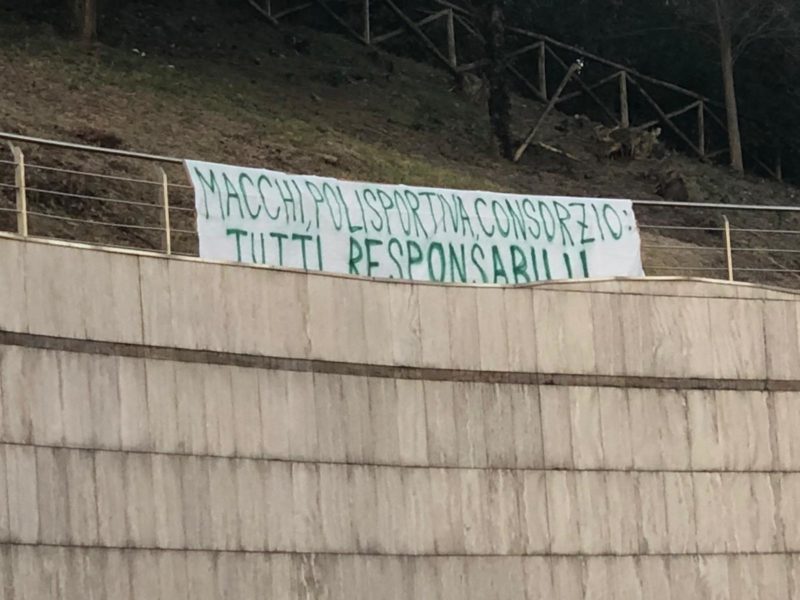 MACCHI, POLISPORTIVA, CONSORZIO:
TUTTI RESPONSABILI!